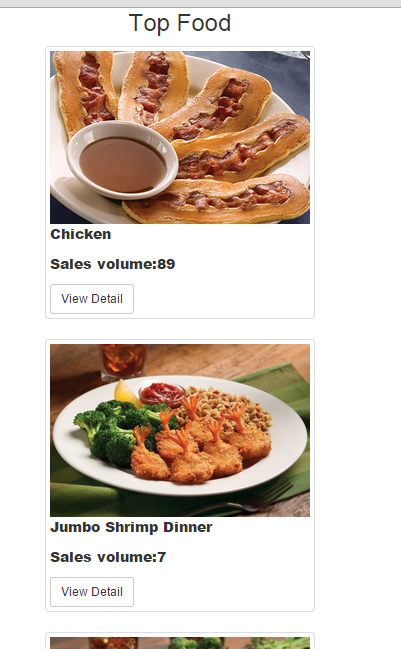 Top Food
Chicken
Sales volume:89
View Detail
Jumbo Shrimp Dinner
Sales volume:7
View Detail